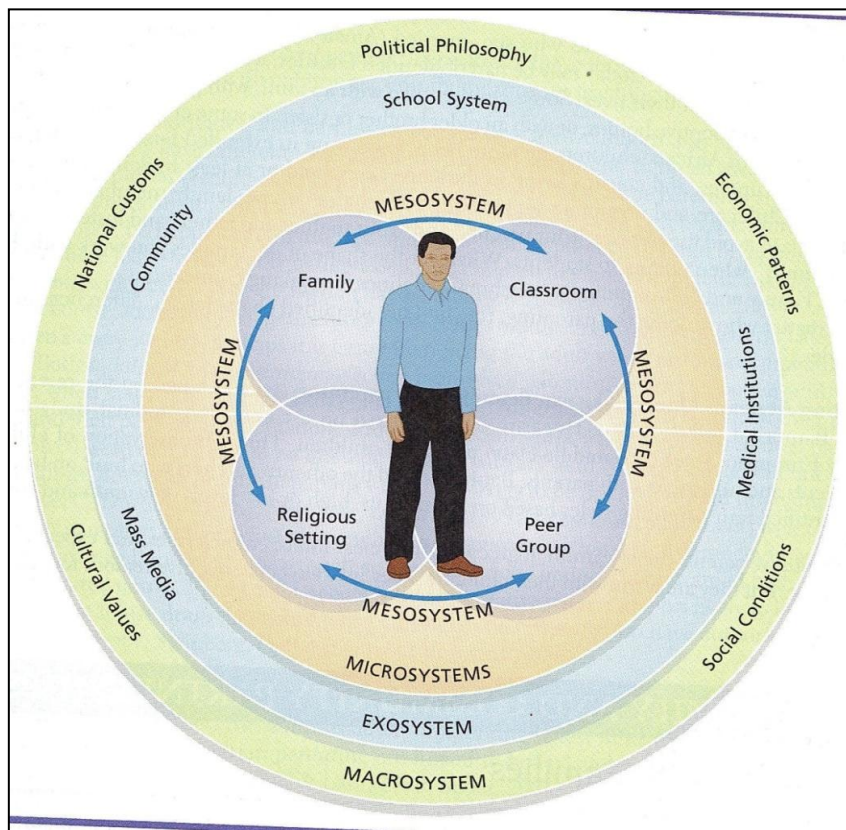 Political Philosophy
School System
National Customs
Community
Economic Patterns
MESOSYSTEM
Family
Classroom
MESOSYSTEM
MESOSYSTEM
Medical Institutions
Religious
Setting
Peer
Group
Mass Media
Cultural Values
Social Conditions
MESOSYSTEM
MICROSYSTEMS
EXOSYSTEM
MACROSYSTEM